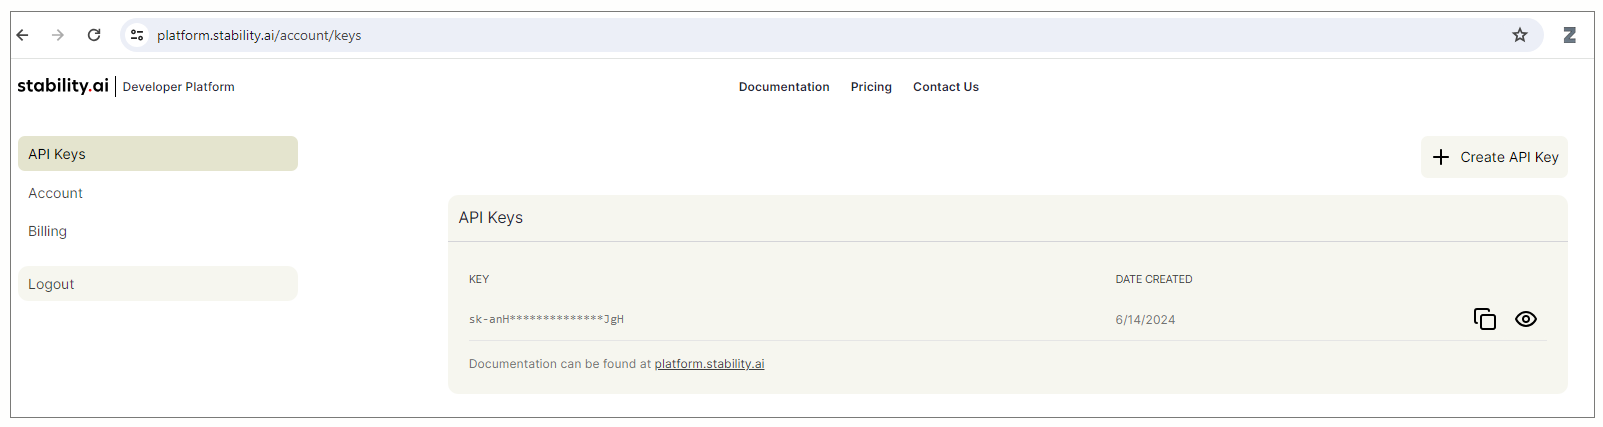 platform.stability.ai/account/keys
stability.ai | Developer Platform
Documentation Pricing Contact Us
API Keys
Account
Billing
Logout
Create API Key
API Keys
KEY DATE CREATED
sk-anH**************JgH 6/14/2024
Documentation can be found at platform.stability.ai